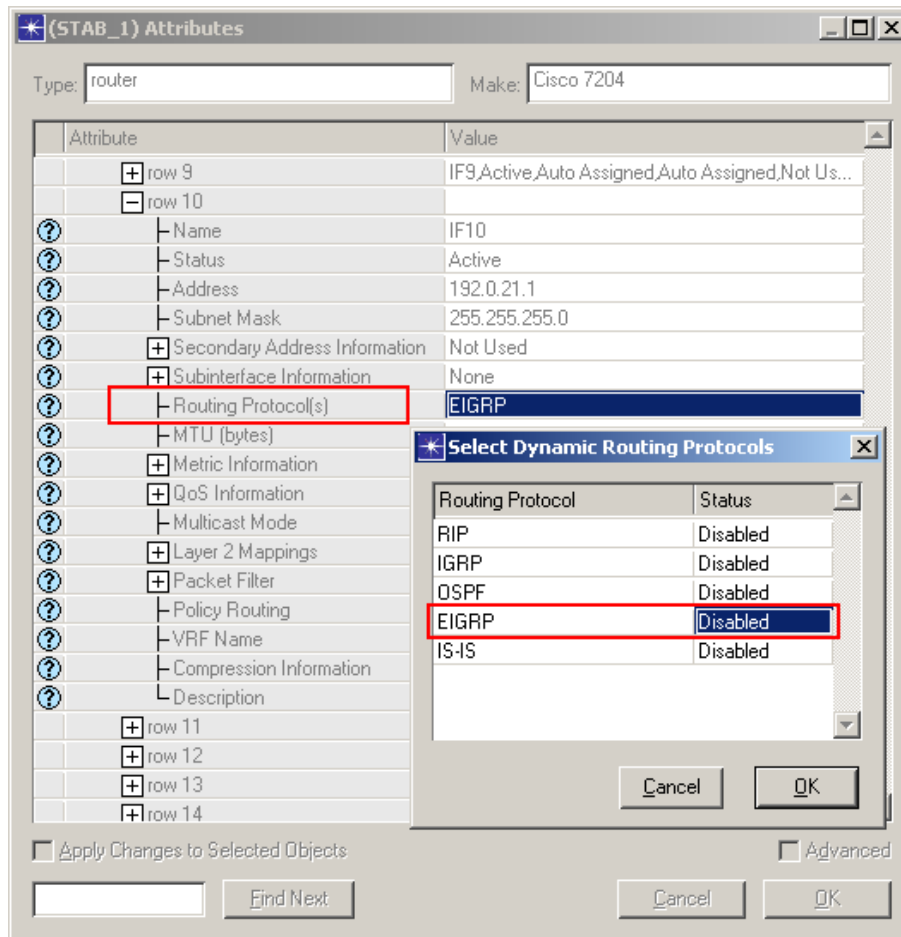 (STAB_1) Attributes
Type: router Make: Cisco 7204
Attribute Value
row 9 IF9,Active,Auto Assigned,Auto Assigned,Not Us...
row 10
Name IF10
Status Active
Address 192.0.21.1
Subnet Mask 255.255.255.0
Secondary Address Information Not Used
Subinterface Information None
Routing Protocol(s) EIGRP
MTU (bytes)
Metric Information
QoS Information
Multicast Mode
Layer 2 Mappings
Packet Filter
Policy Routing
VRF Name
Compression Information
Description
row 11
row 12
row 13
row 14
Select Dynamic Routing Protocols
Routing Protocol Status
RIP Disabled
IGRP Disabled
OSPF Disabled
EIGRP Disabled
IS-IS Disabled
Cancel OK
Apply Changes to Selected Objects Advanced
Find Next Cancel OK